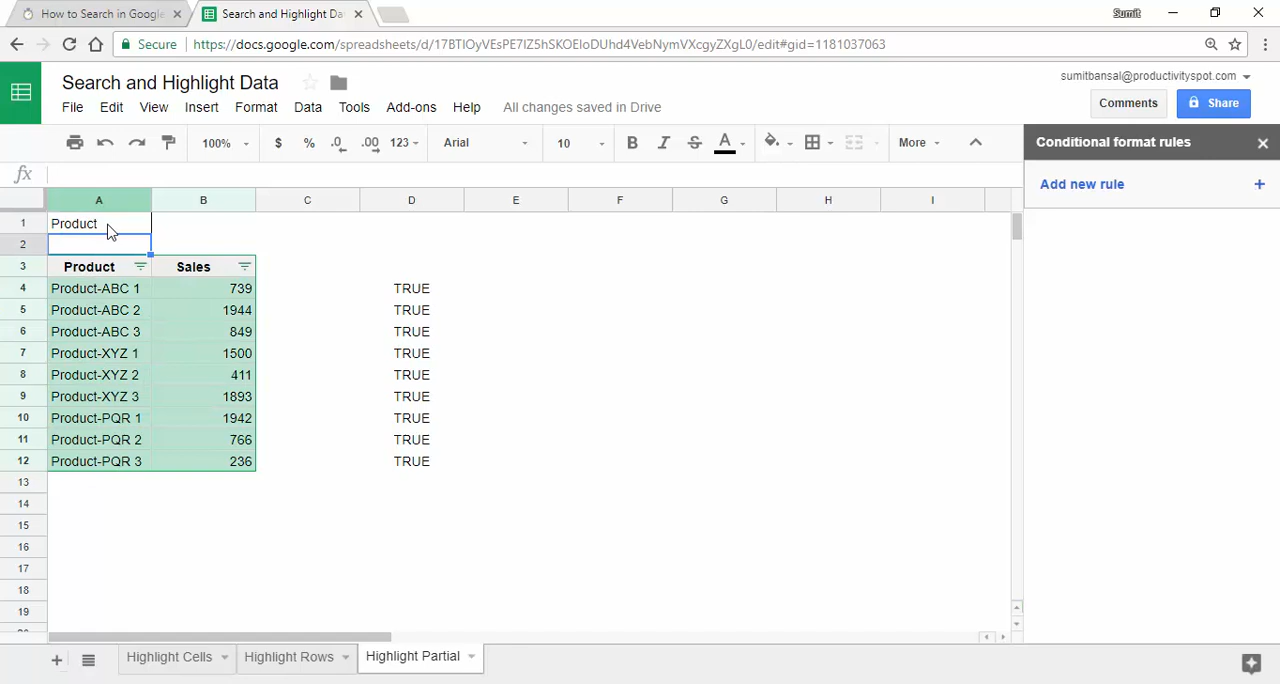 How to Search in Google
Search and Highlight Da
Sumit
Secure
https://docs.google.com/spreadsheets/d/17BTIOyVEsPE7IZ5hSKOEIoDUhd4VebNymVXcgyZXgL0/edit#gid=1181037063
Search and Highlight Data
sumitbansal@productivityspot.com
File Edit View Insert Format Data Tools Add-ons Help All changes saved in Drive
Comments Share
100% $ % .0 .00 123 Arial 10 B I S A More
Conditional format rules
fx
Add new rule +
A B C D E F G H I
1 Product
2
3 Product Sales
4 Product-ABC 1 739 TRUE
5 Product-ABC 2 1944 TRUE
6 Product-ABC 3 849 TRUE
7 Product-XYZ 1 1500 TRUE
8 Product-XYZ 2 411 TRUE
9 Product-XYZ 3 1893 TRUE
10 Product-PQR 1 1942 TRUE
11 Product-PQR 2 766 TRUE
12 Product-PQR 3 236 TRUE
13
14
15
16
17
18
19
Highlight Cells Highlight Rows Highlight Partial